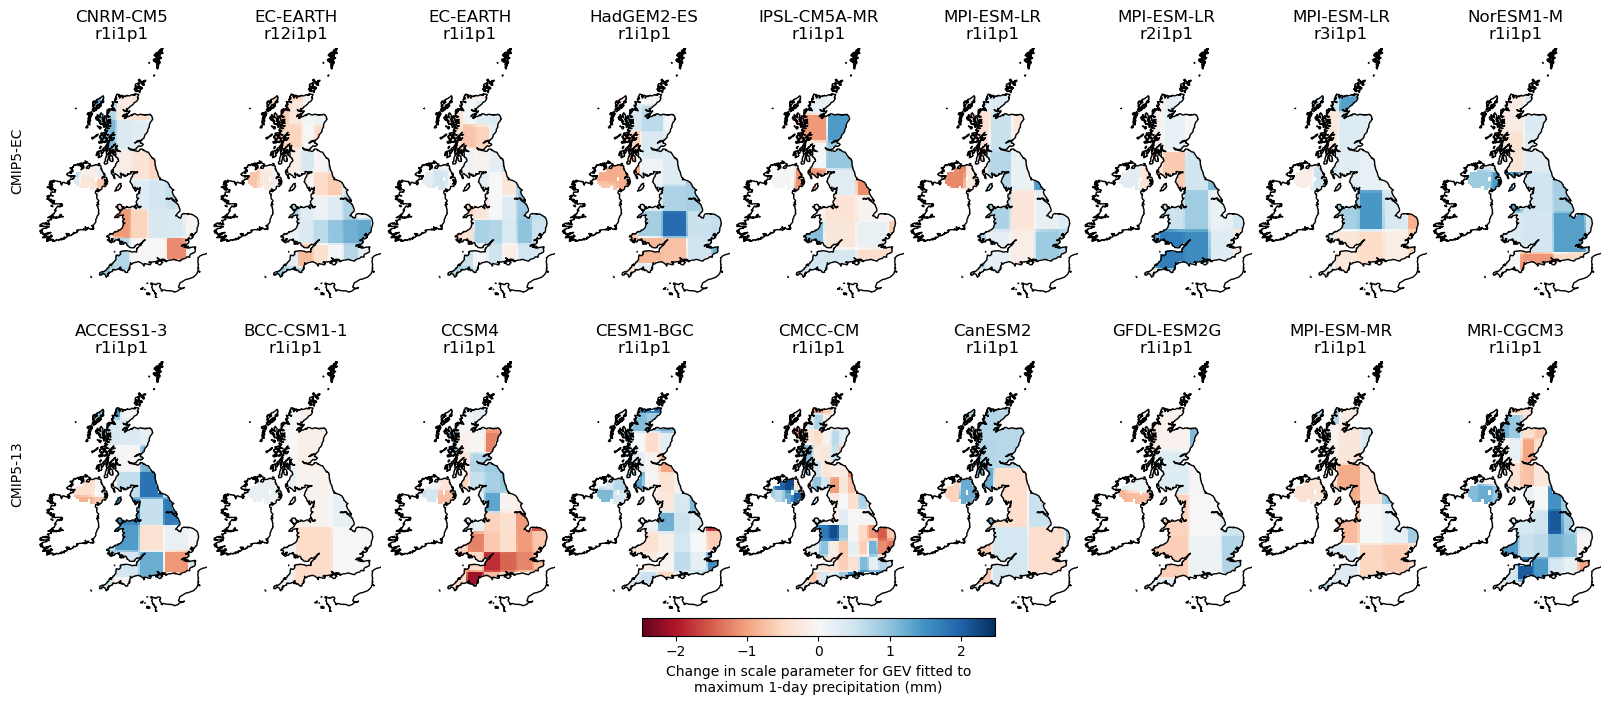 CNRM-CM5 EC-EARTH EC-EARTH HadGEM2-ES IPSL-CM5A-MR MPI-ESM-LR MPI-ESM-LR MPI-ESM-LR NorESM1-M
r1i1p1 r12i1p1 r1i1p1 r1i1p1 r1i1p1 r1i1p1 r2i1p1 r3i1p1 r1i1p1
CMIP5-EC
ACCESS1-3 BCC-CSM1-1 CCSM4 CESM1-BGC CMCC-CM CanESM2 GFDL-ESM2G MPI-ESM-MR MRI-CGCM3
r1i1p1 r1i1p1 r1i1p1 r1i1p1 r1i1p1 r1i1p1 r1i1p1 r1i1p1 r1i1p1
CMIP5-13
−2 −1 0 1 2
Change in scale parameter for GEV fitted to
maximum 1-day precipitation (mm)